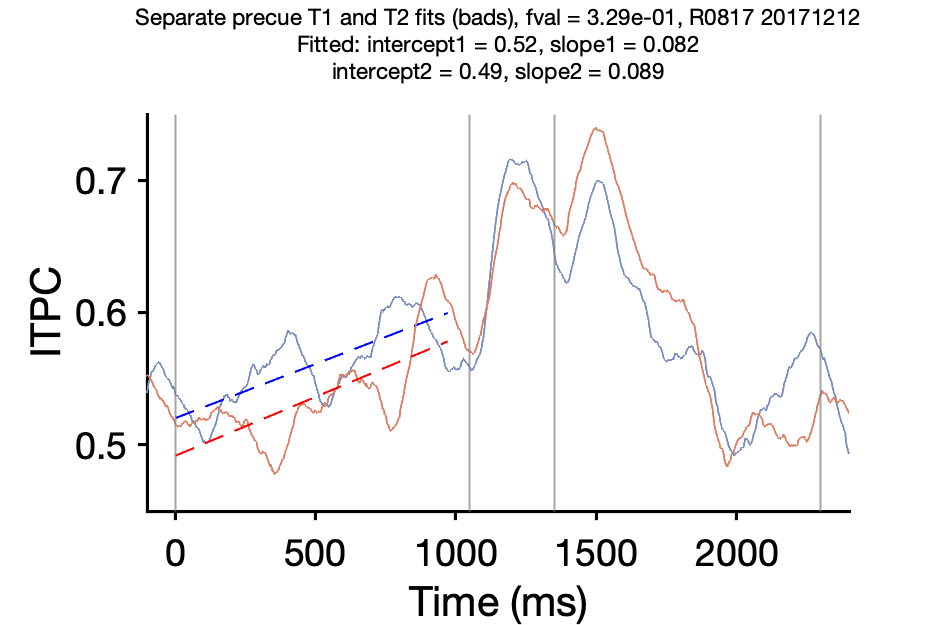 Separate precue T1 and T2 fits (bads), fval = 3.29e-01, R0817 20171212
Fitted: intercept1 = 0.52, slope1 = 0.082
intercept2 = 0.49, slope2 = 0.089
0.7
0.6
0.5
ITPC
0
500
1000
1500
2000
Time (ms)